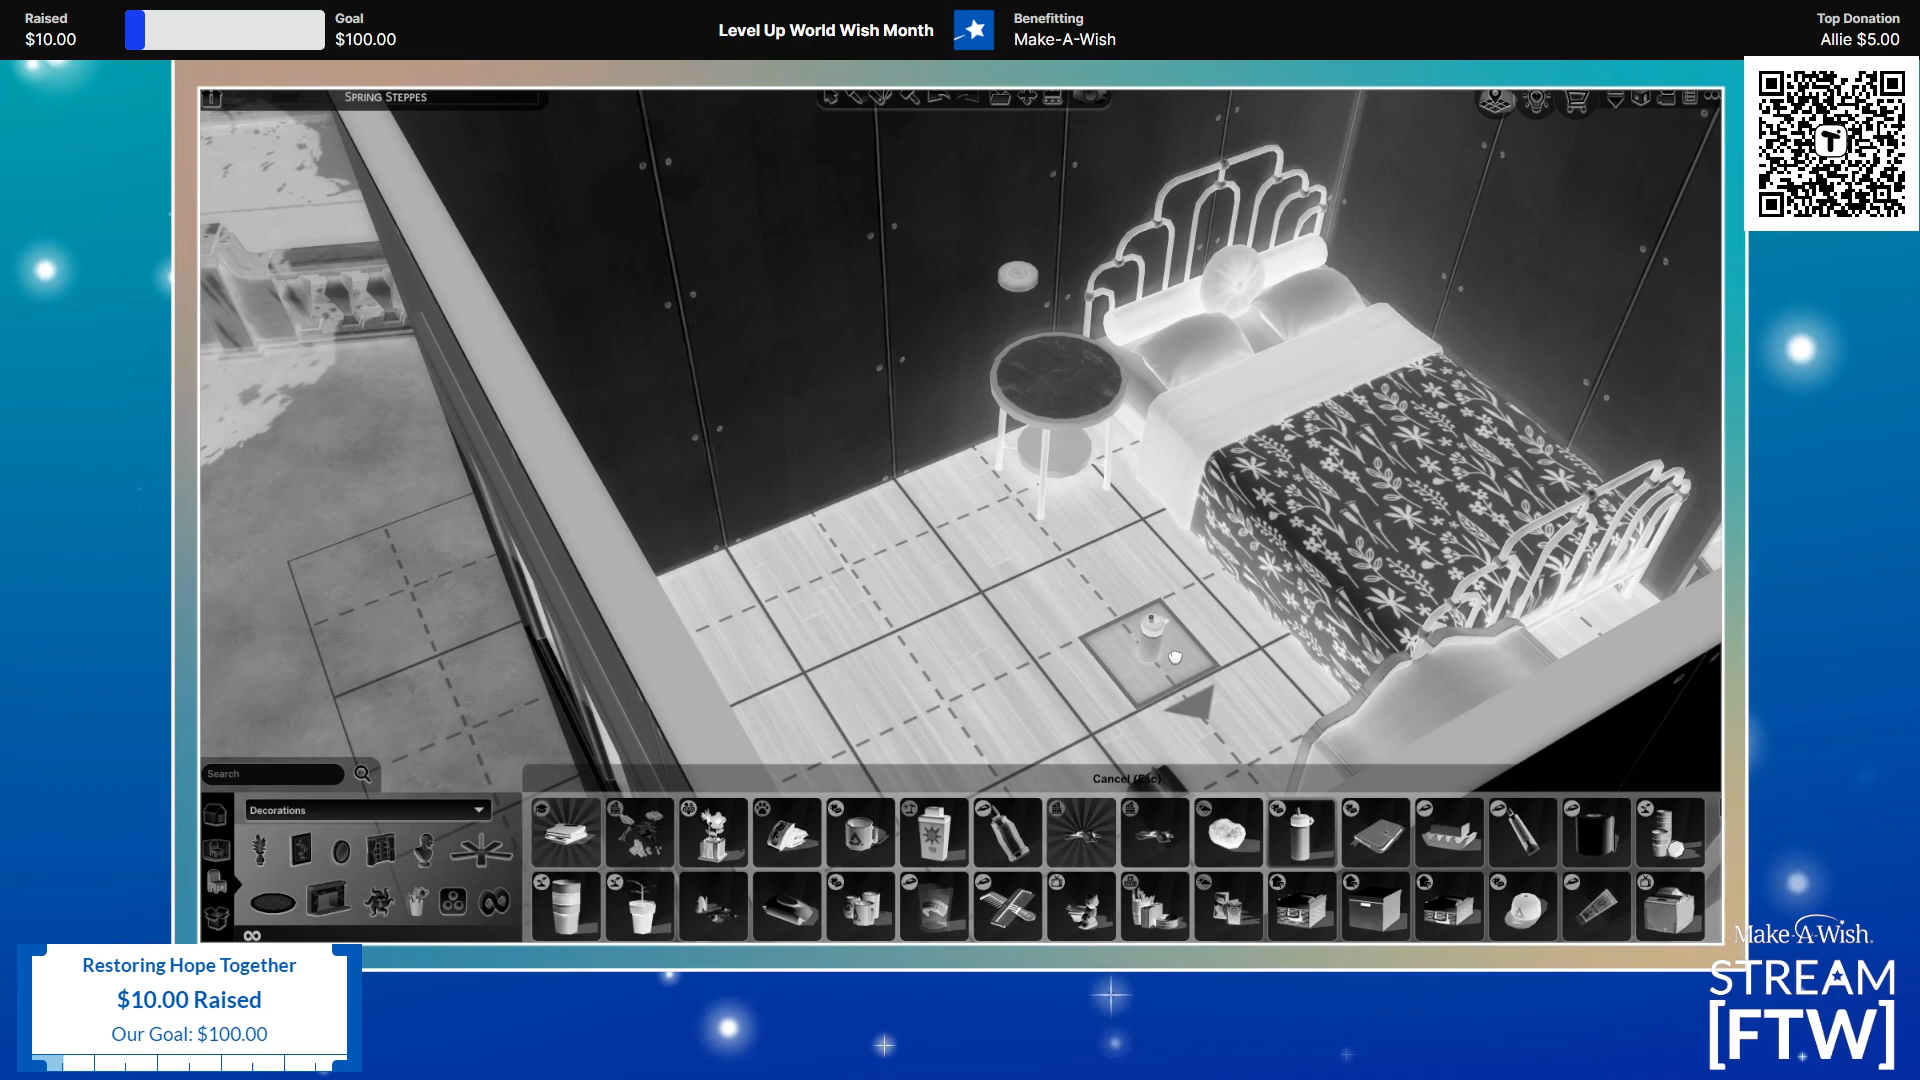 Raised
$10.00
Goal
$100.00
Level Up World Wish Month
Benefitting
Make-A-Wish
Top Donation
Allie $5.00
SPRING STEPPES
Cancel (Esc)
Search
Decorations
Restoring Hope Together
$10.00 Raised
Our Goal: $100.00
Make-A-Wish.
STREAM
[FTW]